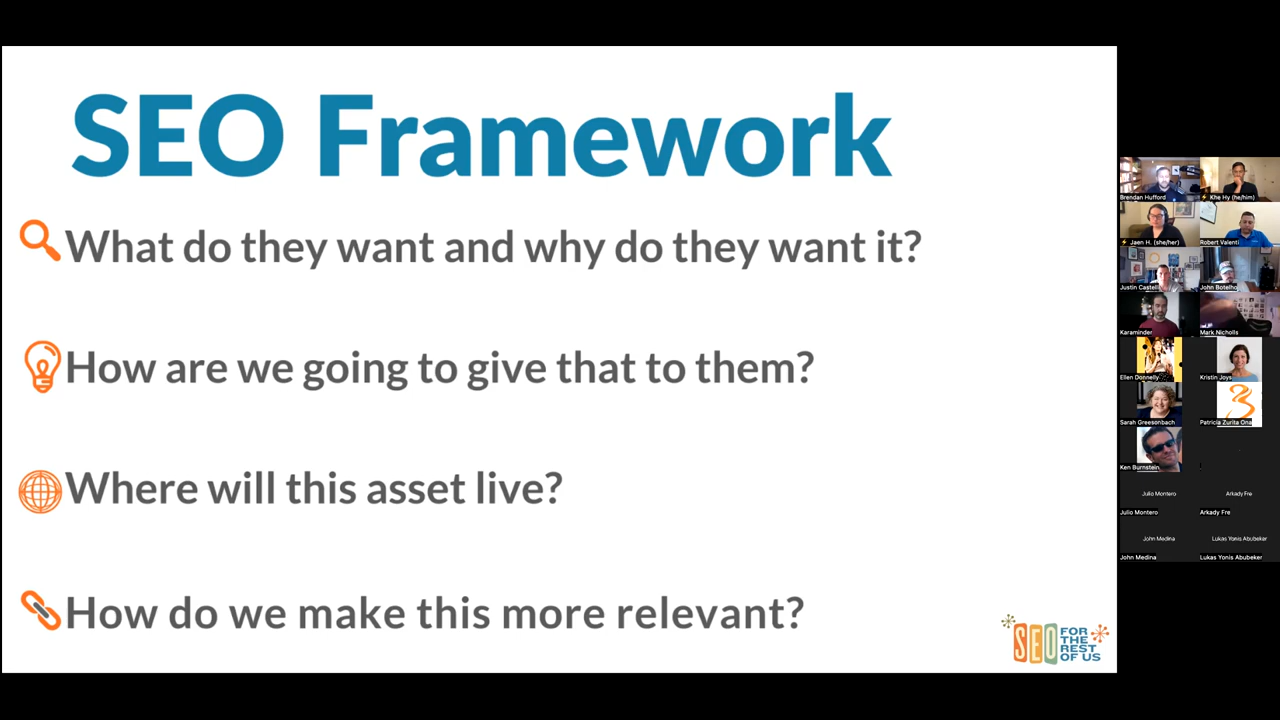 SEO Framework
What do they want and why do they want it?
How are we going to give that to them?
Where will this asset live?
How do we make this more relevant?
SEO
FOR
THE
REST
OF US
Brendan Hufford
Khe Hy (he/him)
Jaen H. (she/her)
Robert Valenti
Justin Castelli
John Botelho
Karaminder
Mark Nicholls
Ellen Donnelly
Kristin Joys
Sarah Greesonbach
Patricia Zurita Ona
Ken Burnstein
Julio Montero
Arkady Fre
Julio Montero
Arkady Fre
John Medina
Lukas Yonis Abubeker
John Medina
Lukas Yonis Abubeker